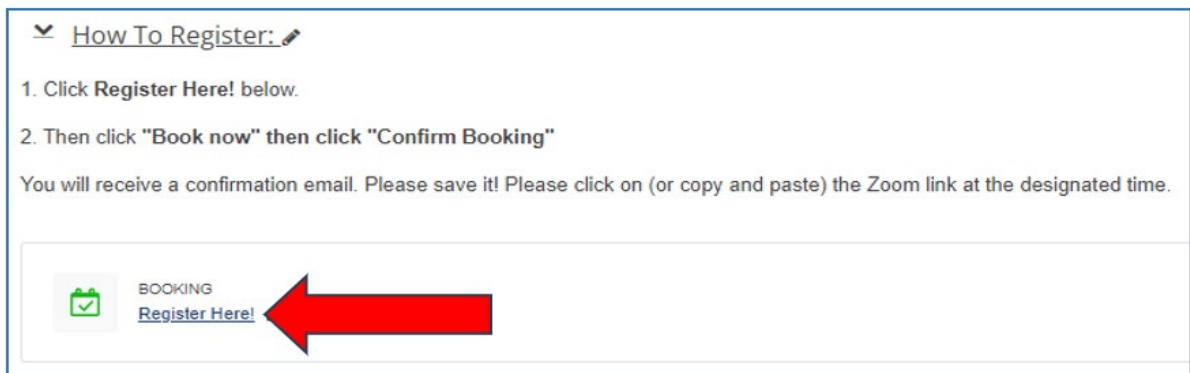 How To Register:
1. Click Register Here! below.
2. Then click "Book now" then click "Confirm Booking"
You will receive a confirmation email. Please save it! Please click on (or copy and paste) the Zoom link at the designated time.
BOOKING
Register Here!